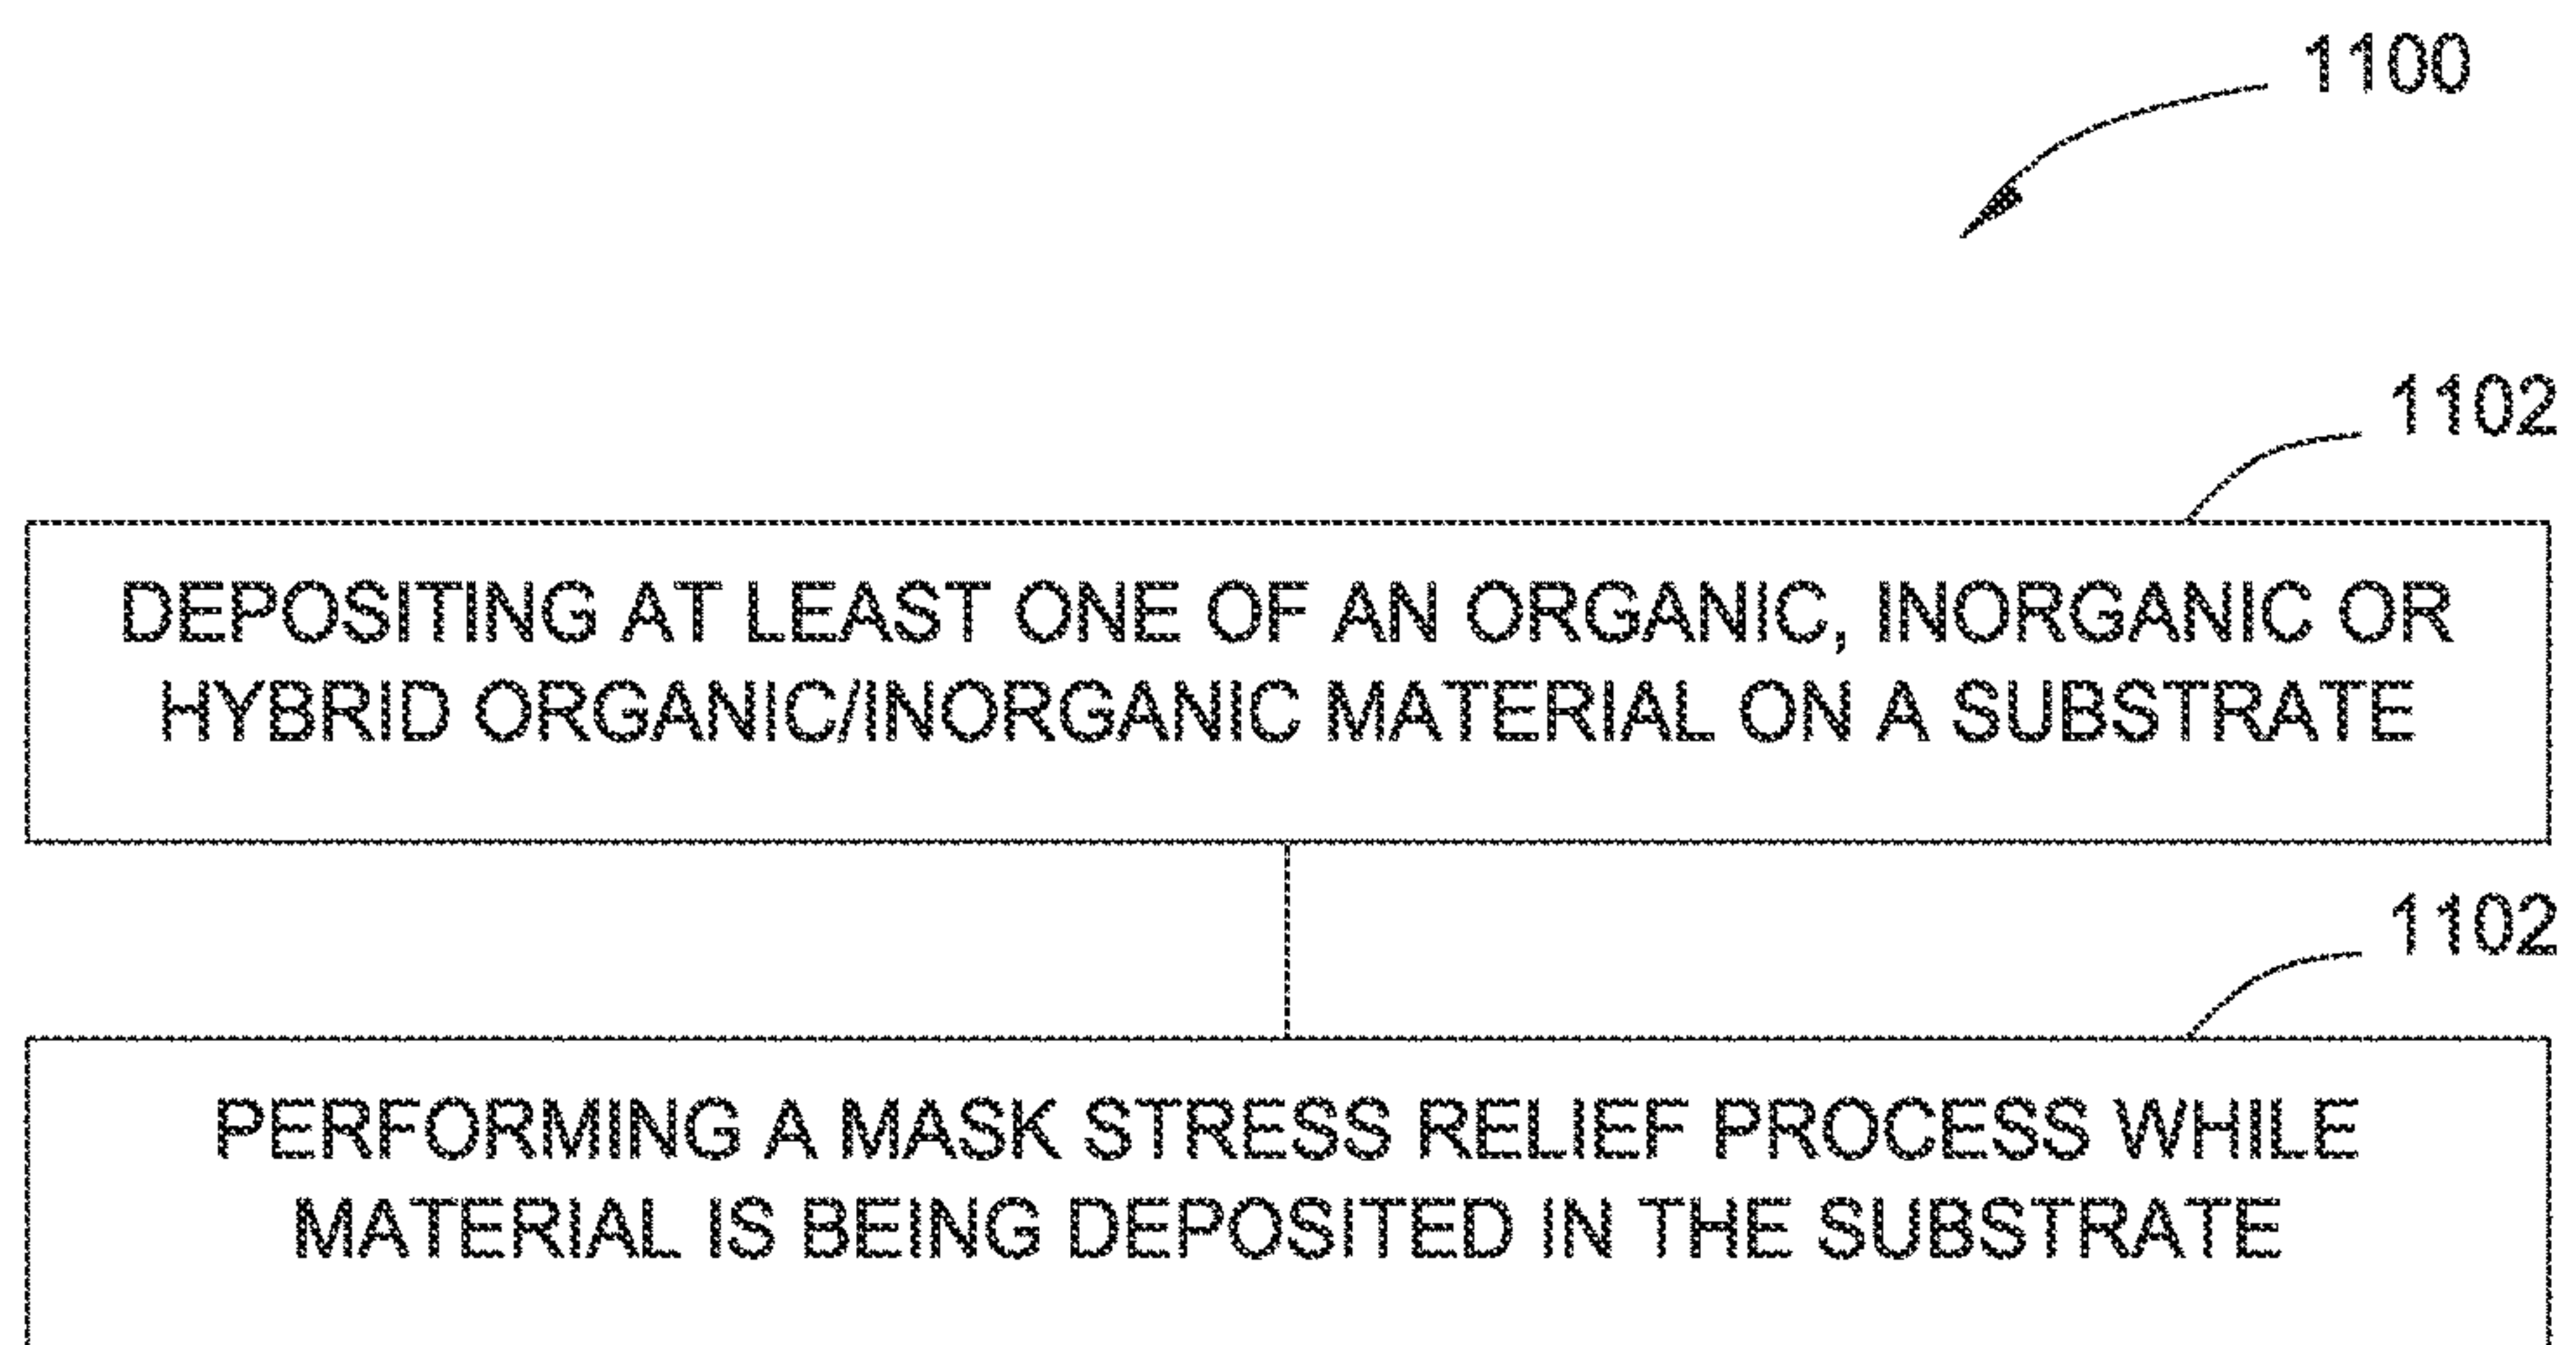 1100
1102
DEPOSITING AT LEAST ONE OF AN ORGANIC, INORGANIC OR
HYBRID ORGANIC/INORGANIC MATERIAL ON A SUBSTRATE
1102
PERFORMING A MASK STRESS RELIEF PROCESS WHILE
MATERIAL IS BEING DEPOSITED IN THE SUBSTRATE